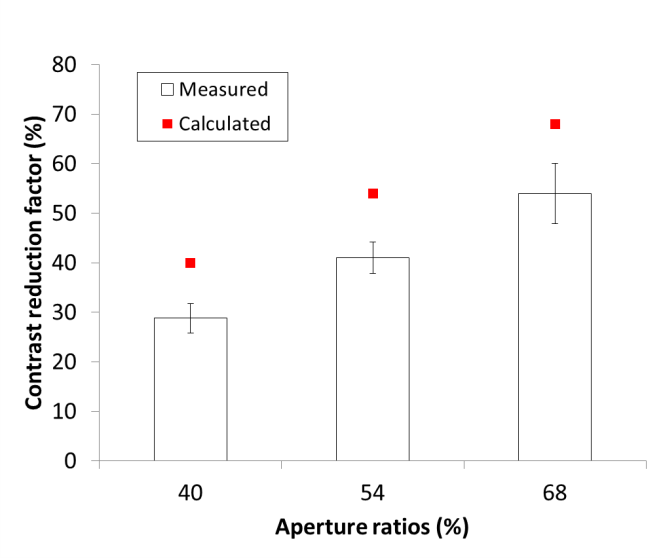 80
70
60
50
40
30
20
10
0
Contrast reduction factor (%)
Measured
Calculated
40 54 68
Aperture ratios (%)